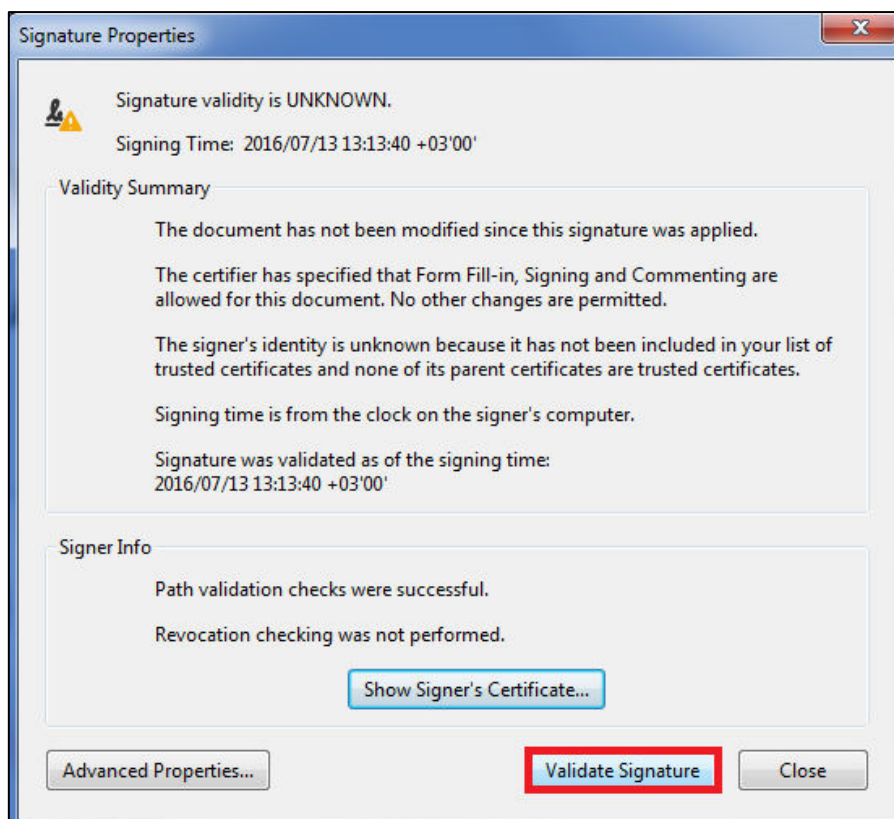 Signature Properties
Signature validity is UNKNOWN.
Signing Time: 2016/07/13 13:13:40 +03'00'
Validity Summary
The document has not been modified since this signature was applied.
The certifier has specified that Form Fill-in, Signing and Commenting are
allowed for this document. No other changes are permitted.
The signer's identity is unknown because it has not been included in your list of
trusted certificates and none of its parent certificates are trusted certificates.
Signing time is from the clock on the signer's computer.
Signature was validated as of the signing time:
2016/07/13 13:13:40 +03'00'
Signer Info
Path validation checks were successful.
Revocation checking was not performed.
Show Signer's Certificate...
Advanced Properties... Validate Signature Close